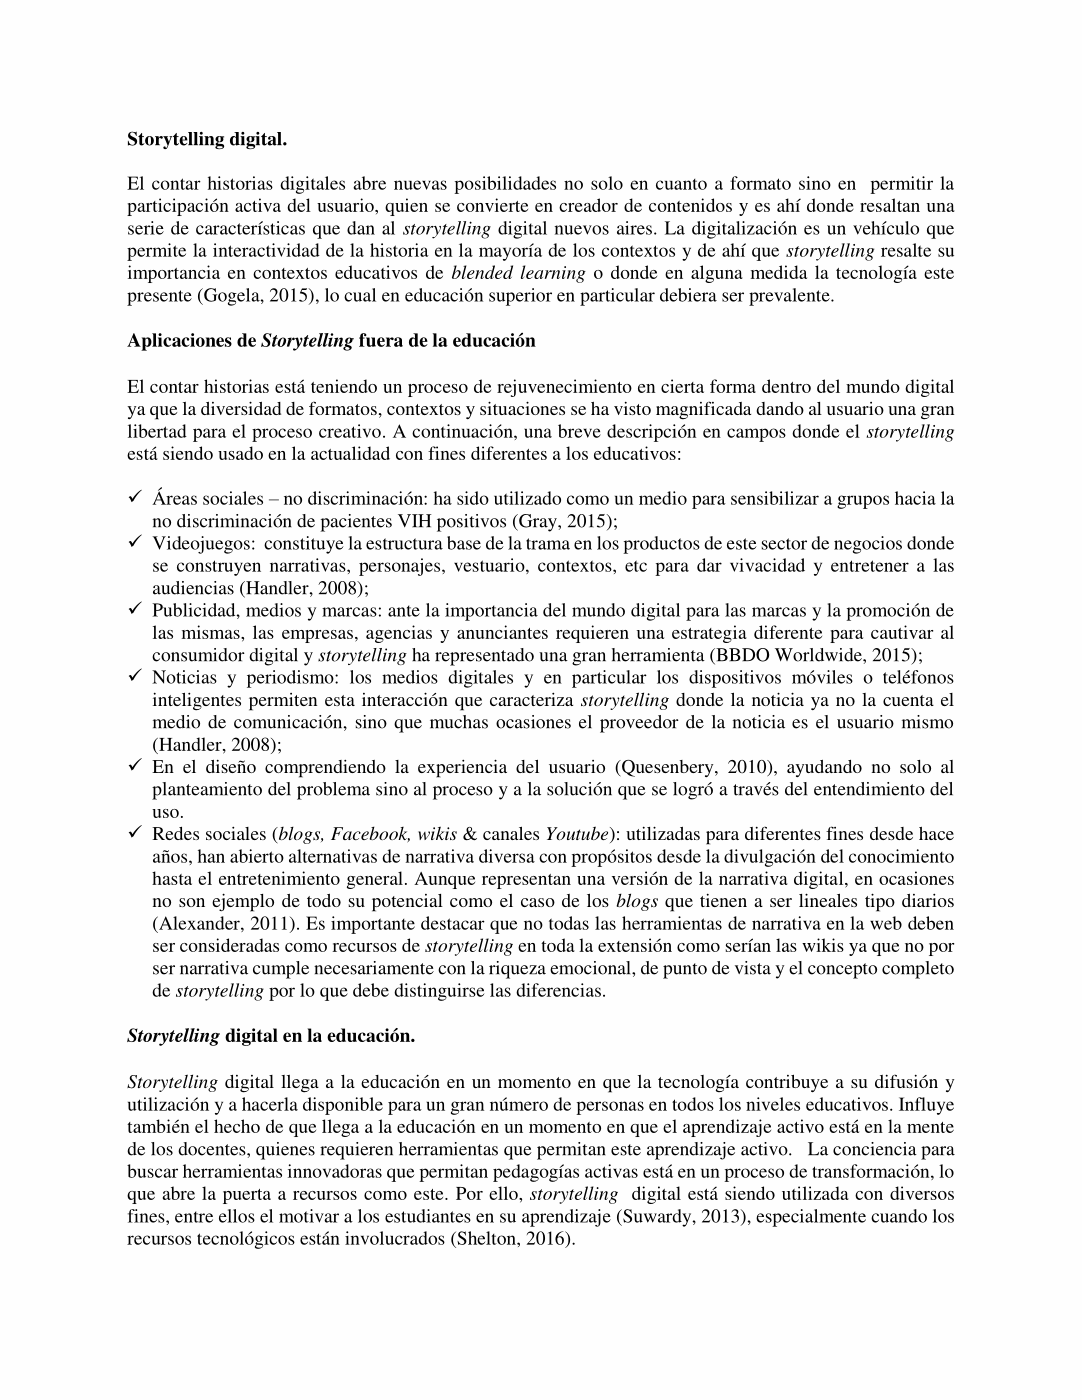 Storytelling digital.
El contar historias digitales abre nuevas posibilidades no solo en cuanto a formato sino en  permitir la
participación activa del usuario, quien se convierte en creador de contenidos y es ahí donde resaltan una
serie de características que dan al storytelling digital nuevos aires. La digitalización es un vehículo que
permite la interactividad de la historia en la mayoría de los contextos y de ahí que storytelling resalte su
importancia en contextos educativos de blended learning o donde en alguna medida la tecnología este
presente (Gogela, 2015), lo cual en educación superior en particular debiera ser prevalente.
Aplicaciones de Storytelling fuera de la educación
El contar historias está teniendo un proceso de rejuvenecimiento en cierta forma dentro del mundo digital
ya que la diversidad de formatos, contextos y situaciones se ha visto magnificada dando al usuario una gran
libertad para el proceso creativo. A continuación, una breve descripción en campos donde el storytelling
está siendo usado en la actualidad con fines diferentes a los educativos:
✓ Áreas sociales – no discriminación: ha sido utilizado como un medio para sensibilizar a grupos hacia la
no discriminación de pacientes VIH positivos (Gray, 2015);
✓ Videojuegos:  constituye la estructura base de la trama en los productos de este sector de negocios donde
se construyen narrativas, personajes, vestuario, contextos, etc para dar vivacidad y entretener a las
audiencias (Handler, 2008);
✓ Publicidad, medios y marcas: ante la importancia del mundo digital para las marcas y la promoción de
las mismas, las empresas, agencias y anunciantes requieren una estrategia diferente para cautivar al
consumidor digital y storytelling ha representado una gran herramienta (BBDO Worldwide, 2015);
✓ Noticias y periodismo: los medios digitales y en particular los dispositivos móviles o teléfonos
inteligentes permiten esta interacción que caracteriza storytelling donde la noticia ya no la cuenta el
medio de comunicación, sino que muchas ocasiones el proveedor de la noticia es el usuario mismo
(Handler, 2008);
✓ En el diseño comprendiendo la experiencia del usuario (Quesenbery, 2010), ayudando no solo al
planteamiento del problema sino al proceso y a la solución que se logró a través del entendimiento del
uso.
✓ Redes sociales (blogs, Facebook, wikis & canales Youtube): utilizadas para diferentes fines desde hace
años, han abierto alternativas de narrativa diversa con propósitos desde la divulgación del conocimiento
hasta el entretenimiento general. Aunque representan una versión de la narrativa digital, en ocasiones
no son ejemplo de todo su potencial como el caso de los blogs que tienen a ser lineales tipo diarios
(Alexander, 2011). Es importante destacar que no todas las herramientas de narrativa en la web deben
ser consideradas como recursos de storytelling en toda la extensión como serían las wikis ya que no por
ser narrativa cumple necesariamente con la riqueza emocional, de punto de vista y el concepto completo
de storytelling por lo que debe distinguirse las diferencias.
Storytelling digital en la educación.
Storytelling digital llega a la educación en un momento en que la tecnología contribuye a su difusión y
utilización y a hacerla disponible para un gran número de personas en todos los niveles educativos. Influye
también el hecho de que llega a la educación en un momento en que el aprendizaje activo está en la mente
de los docentes, quienes requieren herramientas que permitan este aprendizaje activo.   La conciencia para
buscar herramientas innovadoras que permitan pedagogías activas está en un proceso de transformación, lo
que abre la puerta a recursos como este. Por ello, storytelling  digital está siendo utilizada con diversos
fines, entre ellos el motivar a los estudiantes en su aprendizaje (Suwardy, 2013), especialmente cuando los
recursos tecnológicos están involucrados (Shelton, 2016).